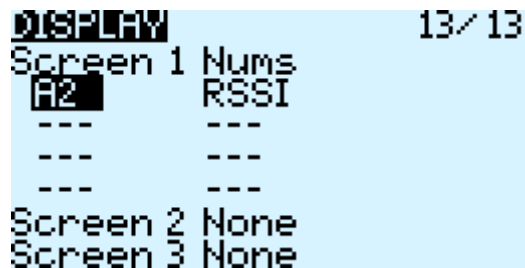 DISPLAY 13/13
Screen 1 Nums
A2 RSSI
--- ---
--- ---
--- ---
Screen 2 None
Screen 3 None